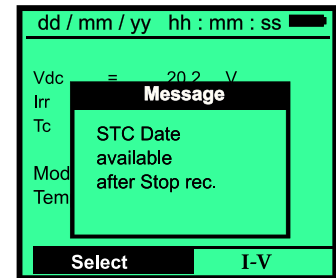 dd / mm / yy hh : mm : ss
Vdc = 20.2 V
Irr
Tc
Message
STC Date
available
after Stop rec.
Mod
Tem
Select I-V